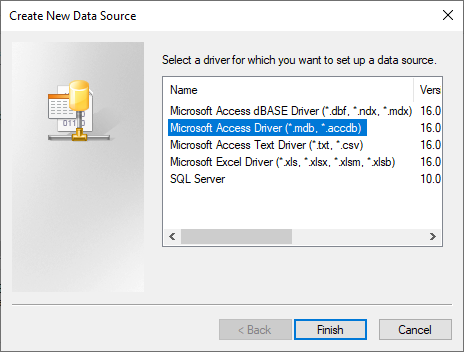 Create New Data Source
Select a driver for which you want to set up a data source.
Name Versi
Microsoft Access dBASE Driver (*.dbf, *.ndx, *.mdx) 16.0
Microsoft Access Driver (*.mdb, *.accdb) 16.0
Microsoft Access Text Driver (*.txt, *.csv) 16.0
Microsoft Excel Driver (*.xls, *.xlsx, *.xlsm, *.xlsb) 16.0
SQL Server 10.0
01110
< Back Finish Cancel